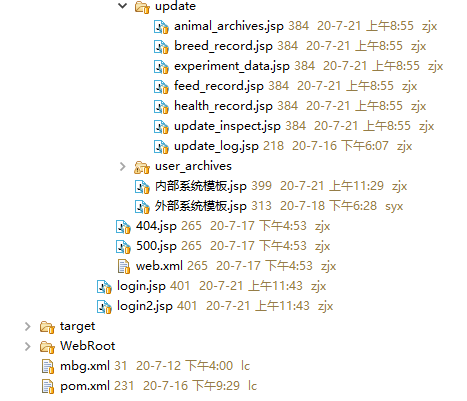 update
animal_archives.jsp 384 20-7-21 上午8:55 zjx
breed_record.jsp 384 20-7-21 上午8:55 zjx
experiment_data.jsp 384 20-7-21 上午8:55 zjx
feed_record.jsp 384 20-7-21 上午8:55 zjx
health_record.jsp 384 20-7-21 上午8:55 zjx
update_inspect.jsp 384 20-7-21 上午8:55 zjx
update_log.jsp 218 20-7-16 下午6:07 zjx
user_archives
内部系统模板.jsp 399 20-7-21 上午11:29 zjx
外部系统模板.jsp 313 20-7-18 下午6:28 syx
404.jsp 265 20-7-17 下午4:53 zjx
500.jsp 265 20-7-17 下午4:53 zjx
web.xml 265 20-7-17 下午4:53 zjx
login.jsp 401 20-7-21 上午11:43 zjx
login2.jsp 401 20-7-21 上午11:43 zjx
target
WebRoot
mbg.xml 31 20-7-12 下午4:00 lc
pom.xml 231 20-7-16 下午9:29 lc